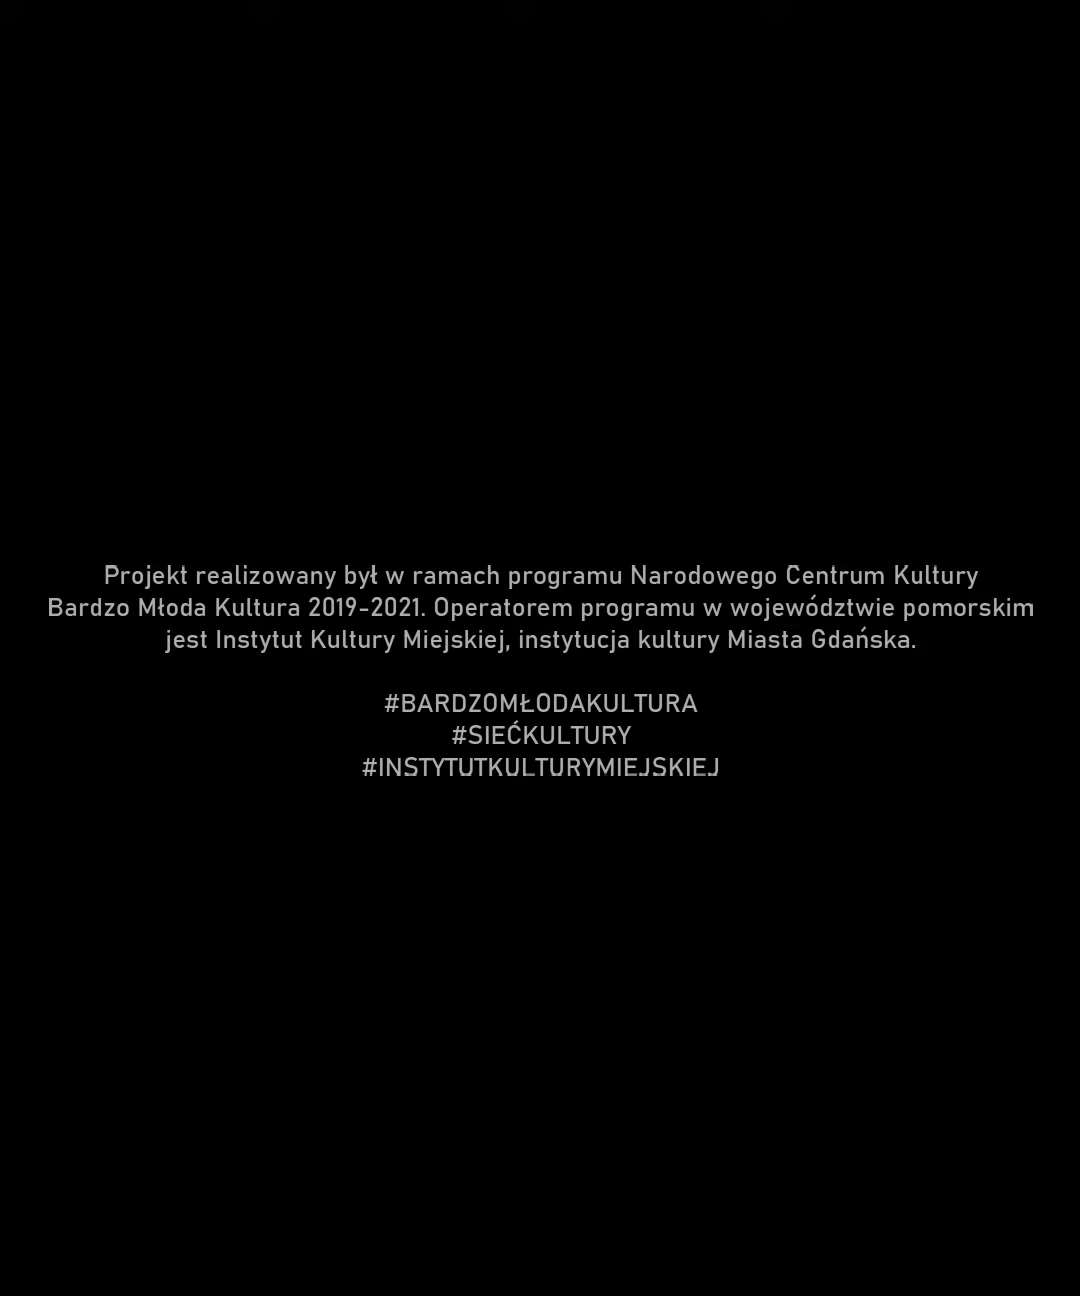 Projekt realizowany był w ramach programu Narodowego Centrum Kultury
Bardzo Młoda Kultura 2019-2021. Operatorem programu w województwie pomorskim
jest Instytut Kultury Miejskiej, instytucja kultury Miasta Gdańska.
#BARDZOMŁODAKULTURA
#SIEĆKULTURY
#INSTYTUTKULTURYMIEJSKIEJ